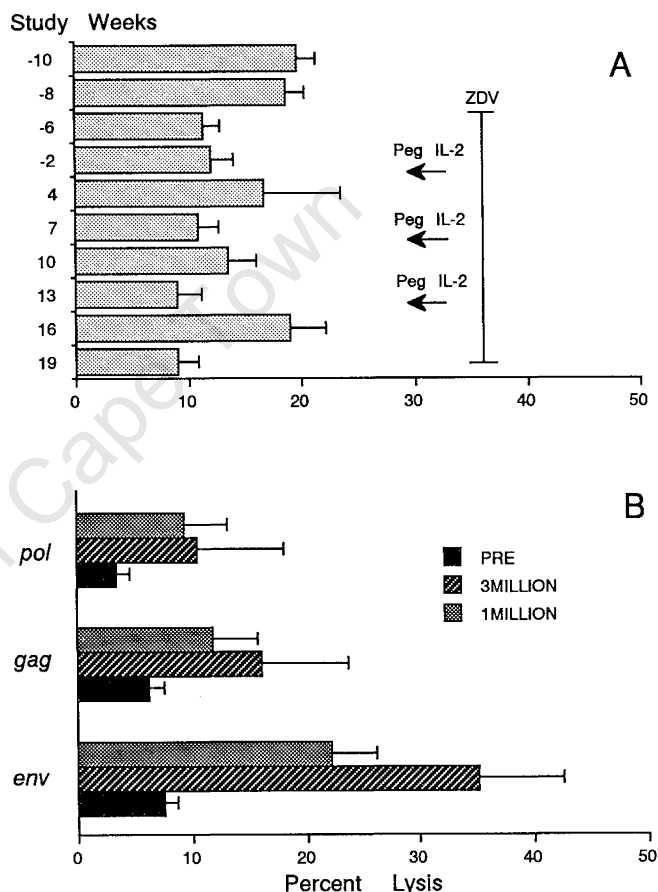 Study Weeks
A
-10
-8
-6
-2
4
7
10
13
16
19
ZDV
Peg IL-2
Peg IL-2
Peg IL-2
0 10 20 30 40 50
Cape Town
B
pol
gag
env
PRE
3MILLION
1MILLION
0 10 20 30 40 50
Percent Lysis